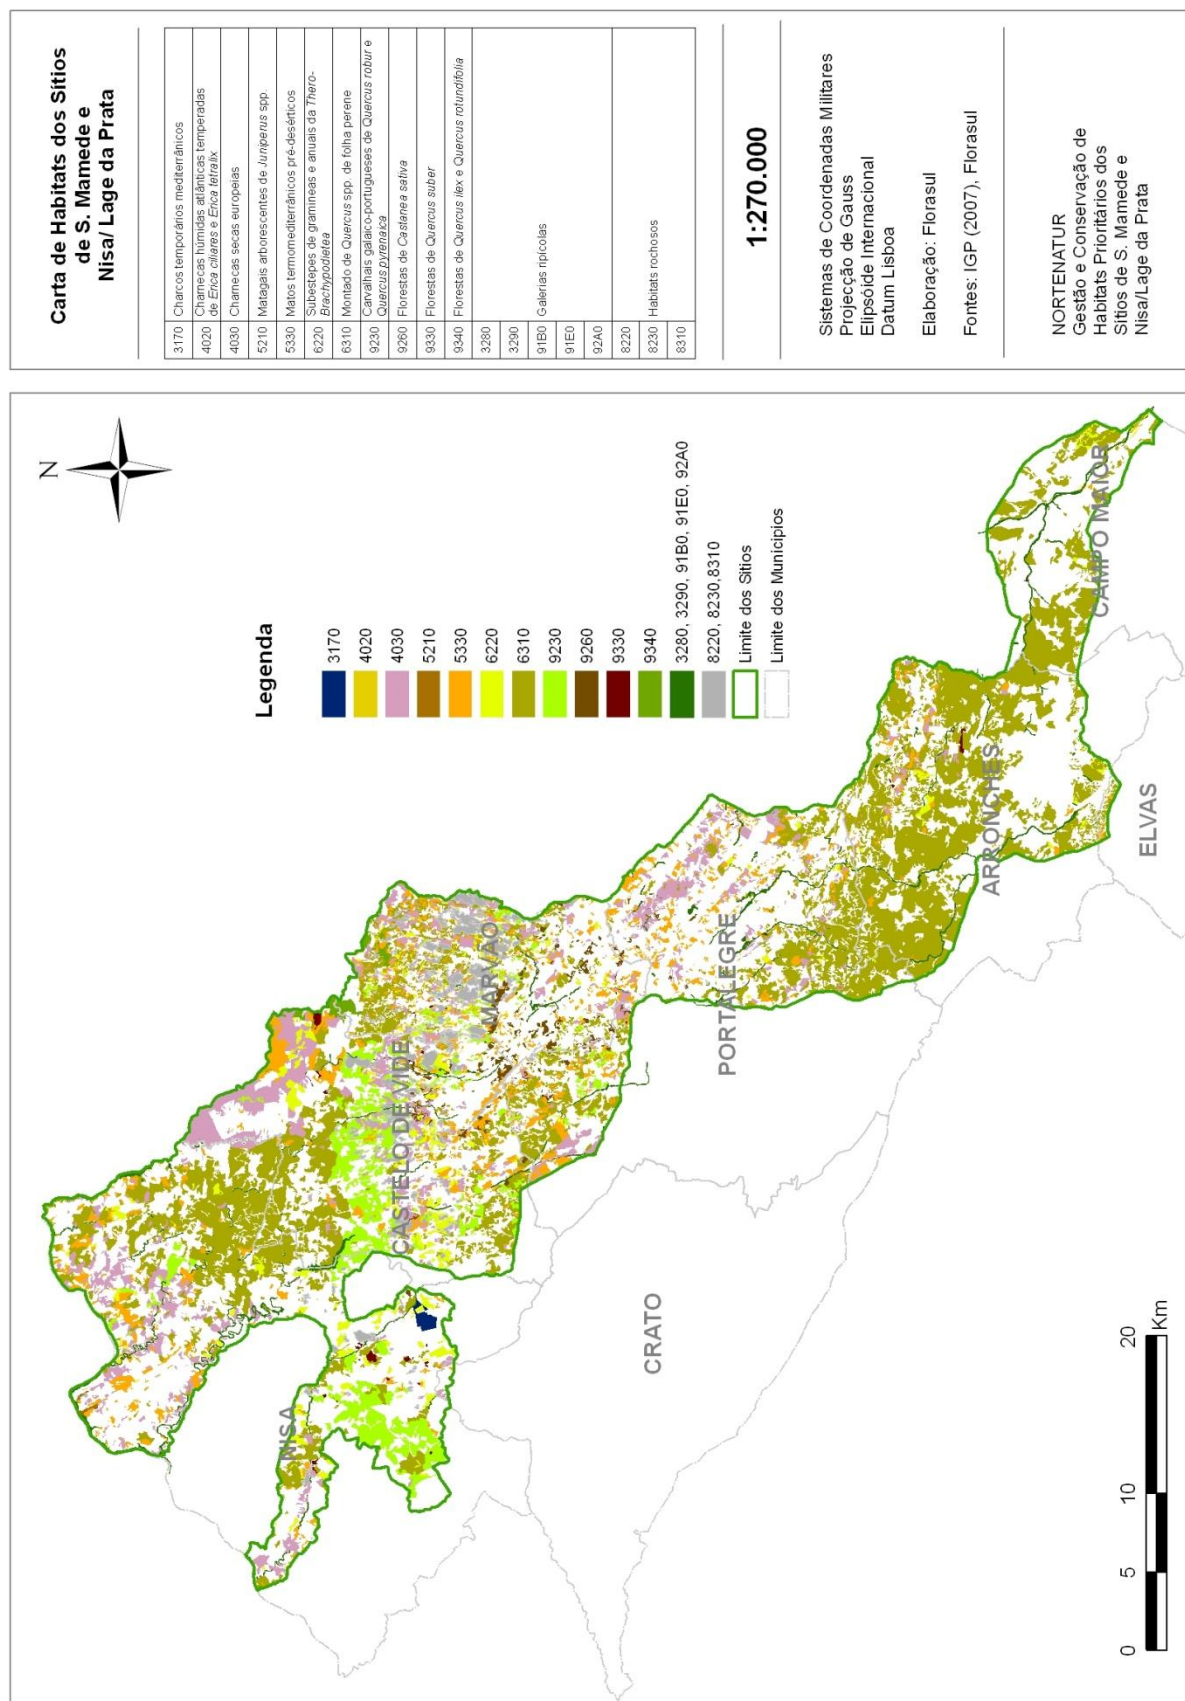 Carta de Habitats dos Sítios
de S. Mamede e
Nisa/ Lage da Prata
3170 Charcos temporários mediterrânicos
4020 Charnecas húmidas atlânticas temperadas
de Erica ciliares e Erica tetralix
4030 Charnecas secas europeias
5210 Matagais arborescentes de Juniperus spp.
5330 Matos termomediterrânicos pré-desérticos
6220 Subestepes de gramíneas e anuais da Thero-
Brachypodietea
6310 Montado de Quercus spp. de folha perene
9230 Carvalhais galaico-portugueses de Quercus robur e
Quercus pyrenaica
9260 Florestas de Castanea sativa
9330 Florestas de Quercus suber
9340 Florestas de Quercus ilex e Quercus rotundifolia
3280
3290
91B0 Galerias ripícolas
91E0
92A0
8220
8230 Habitats rochosos
8310
1:270.000
Sistemas de Coordenadas Militares
Projecção de Gauss
Elipsóide Internacional
Datum Lisboa
Elaboração: Florasul
Fontes: IGP (2007), Florasul
NORTENATUR
Gestão e Conservação de
Habitats Prioritários dos
Sítios de S. Mamede e
Nisa/Lage da Prata
N
Legenda
3170
4020
4030
5210
5330
6220
6310
9230
9260
9330
9340
3280, 3290, 91B0, 91E0, 92A0
8220, 8230,8310
Limite dos Sítios
Limite dos Municípios
NISA
CASTELO DE VIDE
MARVÃO
CRATO
PORTALEGRE
ARRONCHES
CAMPO MAIOR
ELVAS
0 5 10 20
Km